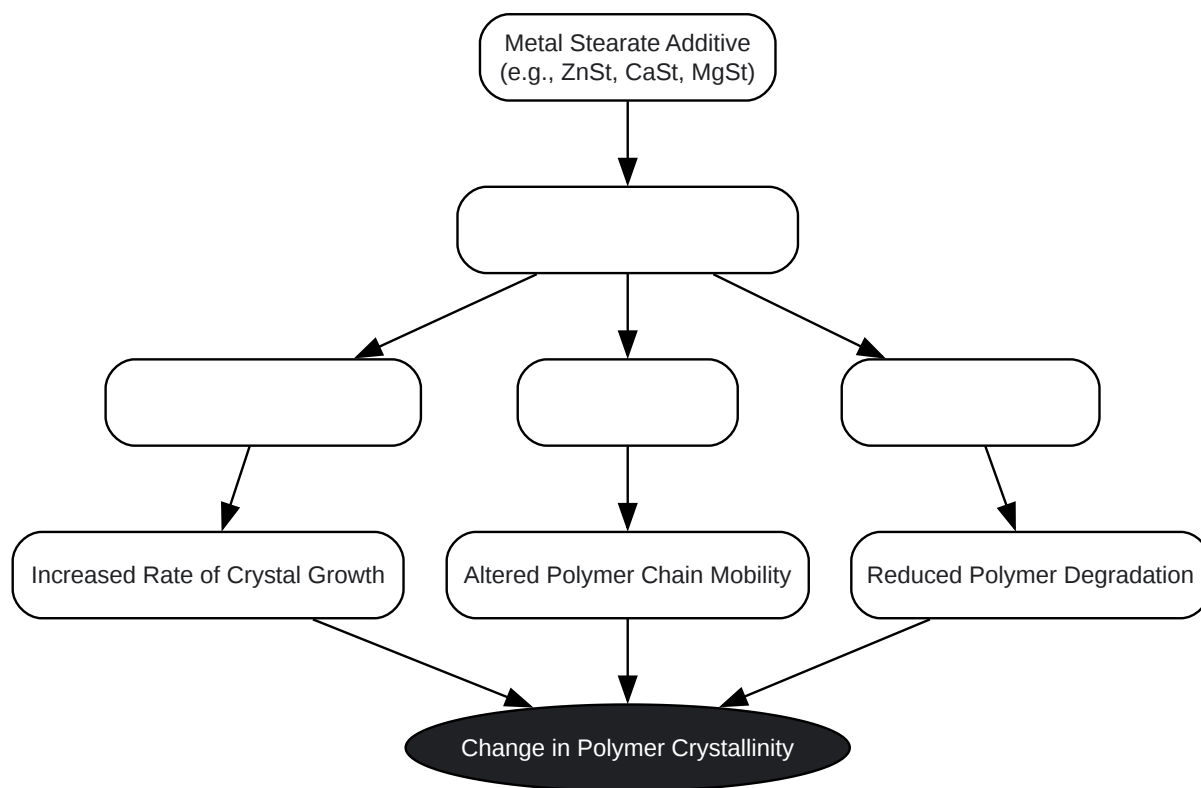 Metal Stearate Additive
(e.g., ZnSt, CaSt, MgSt)
Increased Rate of Crystal Growth
Altered Polymer Chain Mobility
Reduced Polymer Degradation
Change in Polymer Crystallinity